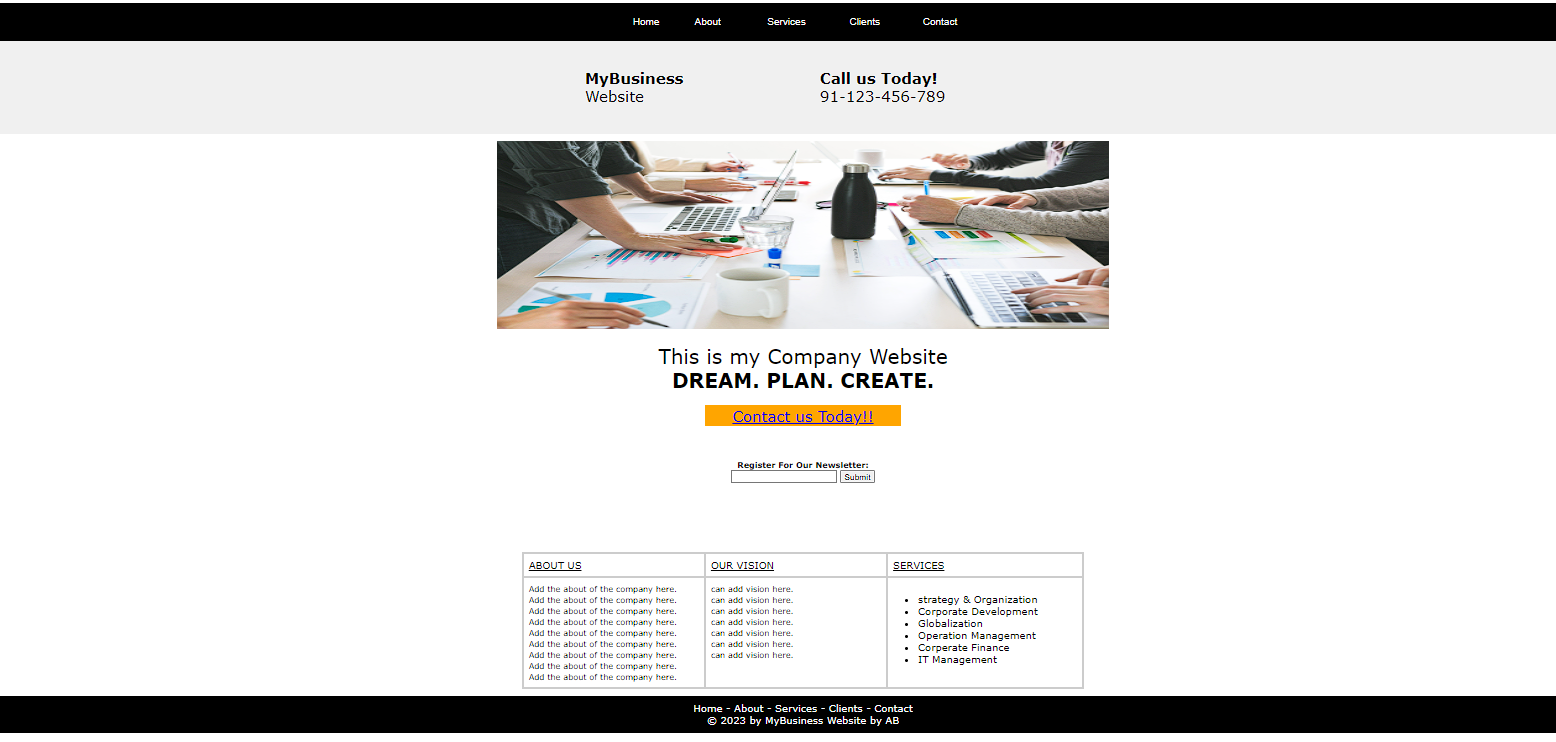 Home About Services Clients Contact
MyBusiness
Website
Call us Today!
91-123-456-789
This is my Company Website
DREAM. PLAN. CREATE.
Contact us Today!!
Register For Our Newsletter:
Submit
ABOUT US
Add the about of the company here.
Add the about of the company here.
Add the about of the company here.
Add the about of the company here.
Add the about of the company here.
Add the about of the company here.
Add the about of the company here.
Add the about of the company here.
Add the about of the company here.
OUR VISION
can add vision here.
can add vision here.
can add vision here.
can add vision here.
can add vision here.
can add vision here.
can add vision here.
SERVICES
strategy & Organization
Corporate Development
Globalization
Operation Management
Corperate Finance
IT Management
Home - About - Services - Clients - Contact
© 2023 by MyBusiness Website by AB